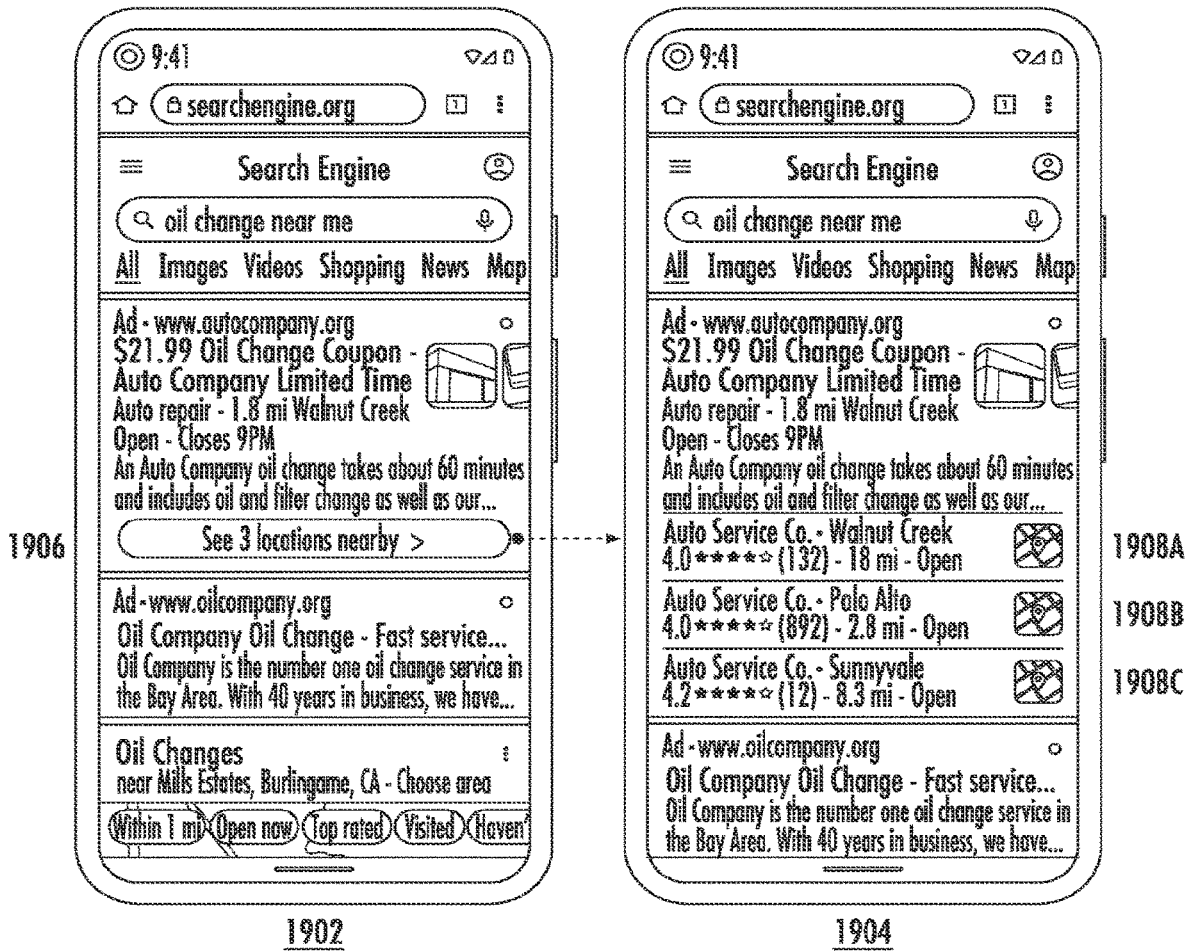 9:41
searchengine.org
1
Search Engine
oil change near me
All Images Videos Shopping News Map
Ad - www.autocompany.org
$21.99 Oil Change Coupon -
Auto Company Limited Time
Auto repair - 1.8 mi Walnut Creek
Open - Closes 9PM
An Auto Company oil change takes about 60 minutes
and includes oil and filter change as well as our...
1906
See 3 locations nearby >
Ad - www.oilcompany.org
Oil Company Oil Change - Fast service...
Oil Company is the number one oil change service in
the Bay Area. With 40 years in business, we have...
Oil Changes
near Mills Estates, Burlingame, CA - Choose area
Within 1 mi Open now Top rated Visited Haven'
1902
9:41
searchengine.org
1
Search Engine
oil change near me
All Images Videos Shopping News Map
Ad - www.autocompany.org
$21.99 Oil Change Coupon -
Auto Company Limited Time
Auto repair - 1.8 mi Walnut Creek
Open - Closes 9PM
An Auto Company oil change takes about 60 minutes
and includes oil and filter change as well as our...
Auto Service Co. - Walnut Creek
4.0 ★★★★☆ (132) - 18 mi - Open
1908A
Auto Service Co. - Palo Alto
4.0 ★★★★☆ (892) - 2.8 mi - Open
1908B
Auto Service Co. - Sunnyvale
4.2 ★★★★☆ (12) - 8.3 mi - Open
1908C
Ad - www.oilcompany.org
Oil Company Oil Change - Fast service...
Oil Company is the number one oil change service in
the Bay Area. With 40 years in business, we have...
1904